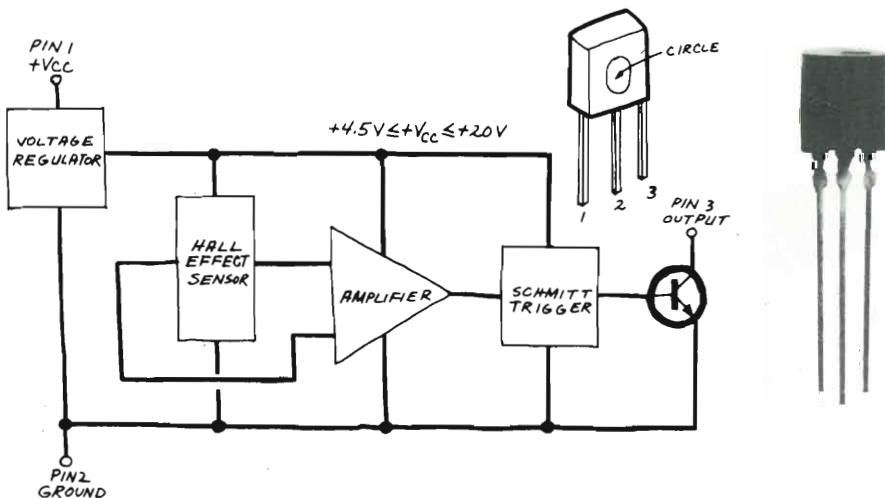 PIN 1
+VCC
VOLTAGE
REGULATOR
+4.5V ≤ +VCC ≤ +20V
CIRCLE
1 2 3
HALL
EFFECT
SENSOR
AMPLIFIER
SCHMITT
TRIGGER
PIN 3
OUTPUT
PIN2
GROUND